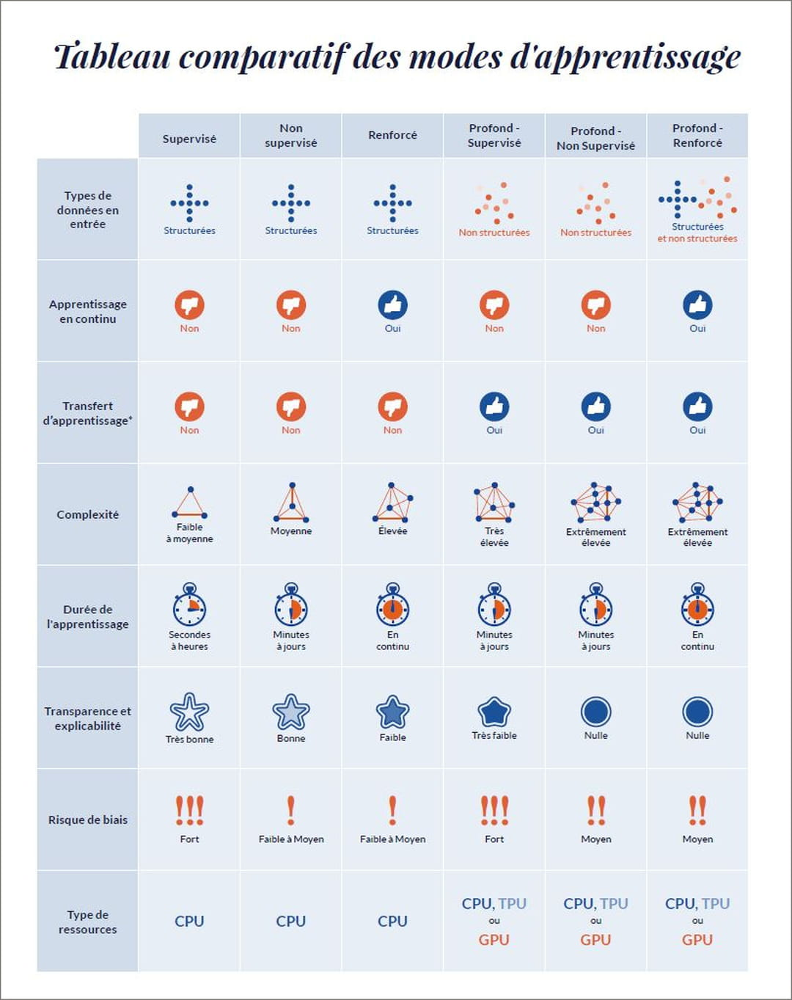 Tableau comparatif des modes d'apprentissage
Supervisé
Non
supervisé
Renforcé
Profond -
Supervisé
Profond -
Non Supervisé
Profond -
Renforcé
Types de
données en
entrée
Structurées
Structurées
Structurées
Non structurées
Non structurées
Structurées
et non structurées
Apprentissage
en continu
Non
Non
Oui
Non
Non
Oui
Transfert
d'apprentissage*
Non
Non
Non
Oui
Oui
Oui
Complexité
Faible
à moyenne
Moyenne
Élevée
Très
élevée
Extrêmement
élevée
Extrêmement
élevée
Durée de
l'apprentissage
Secondes
à heures
Minutes
à jours
En
continu
Minutes
à jours
Minutes
à jours
En
continu
Transparence et
explicabilité
Très bonne
Bonne
Faible
Très faible
Nulle
Nulle
Risque de biais
!!!
Fort
!
Faible à Moyen
!
Faible à Moyen
!!!
Fort
!!
Moyen
!!
Moyen
Type de
ressources
CPU
CPU
CPU
CPU, TPU
ou
GPU
CPU, TPU
ou
GPU
CPU, TPU
ou
GPU